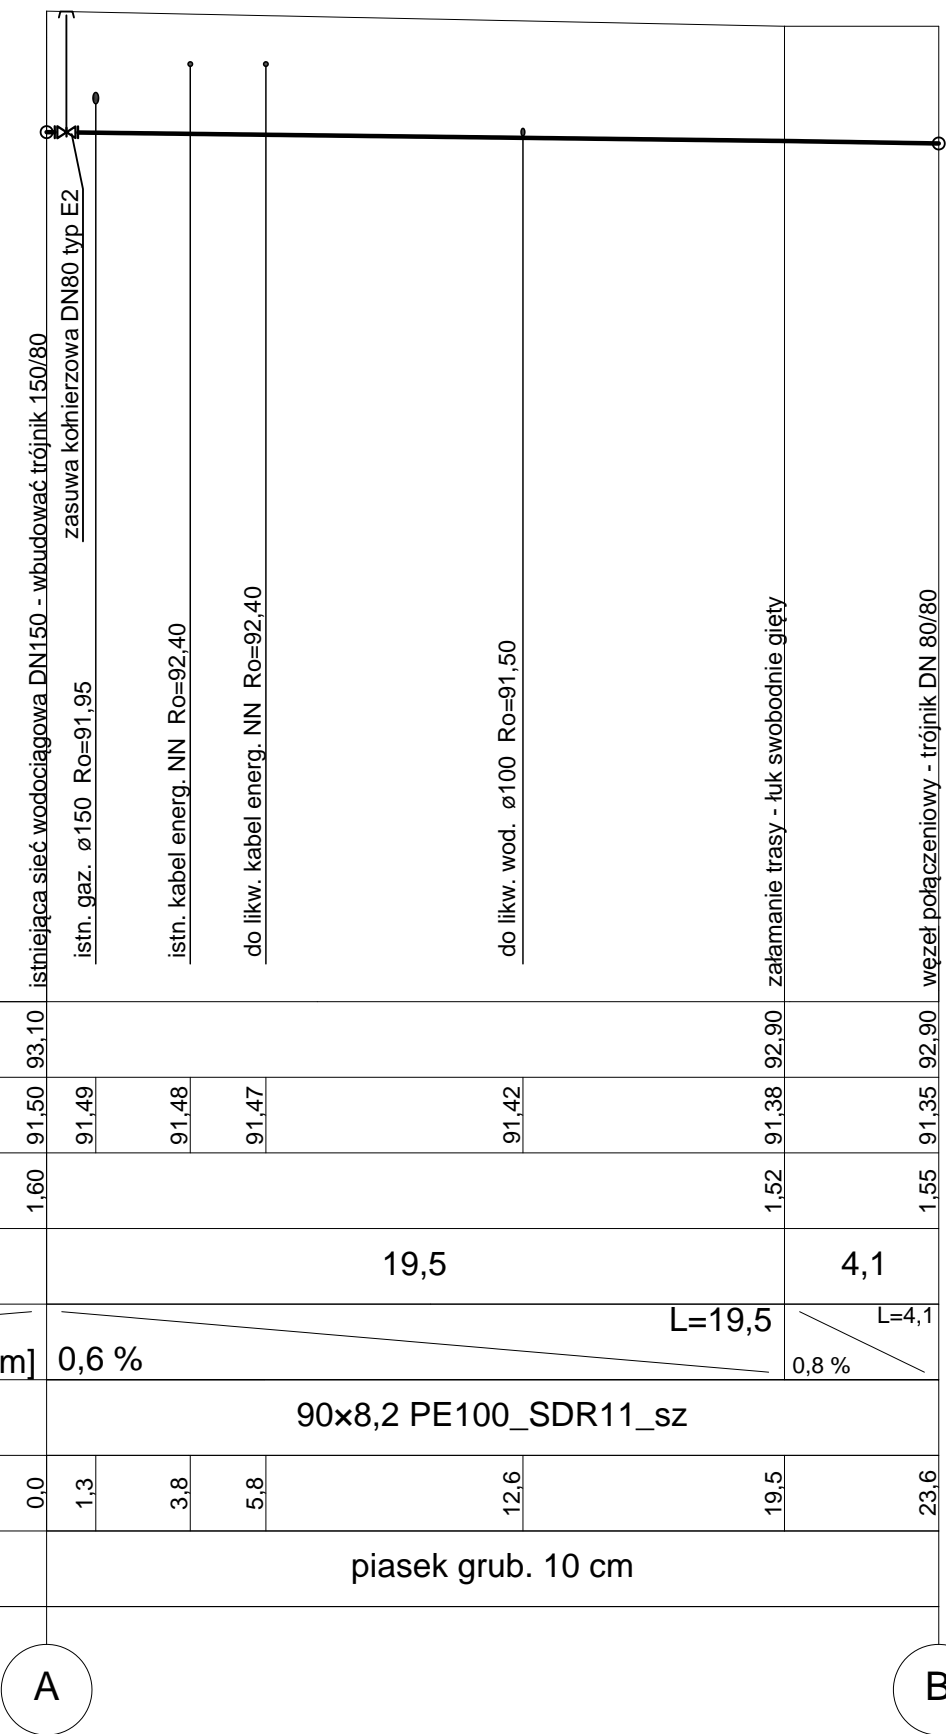 istniejąca sieć wodociągowa DN150 - wbudować trójnik 150/80
zasuwa kołnierzowa DN80 typ E2
istn. gaz. ø150 Ro=91,95
istn. kabel energ. NN Ro=92,40
do likw. kabel energ. NN Ro=92,40
do likw. wod. ø100 Ro=91,50
załamanie trasy - łuk swobodnie gięty
węzeł połączeniowy - trójnik DN 80/80
93,10 92,90 92,90
91,50 91,49 91,48 91,47 91,42 91,38 91,35
1,60 1,52 1,55
19,5 4,1
L=19,5 L=4,1
m] 0,6 % 0,8 %
90×8,2 PE100_SDR11_sz
0,0 1,3 3,8 5,8 12,6 19,5 23,6
piasek grub. 10 cm
A B